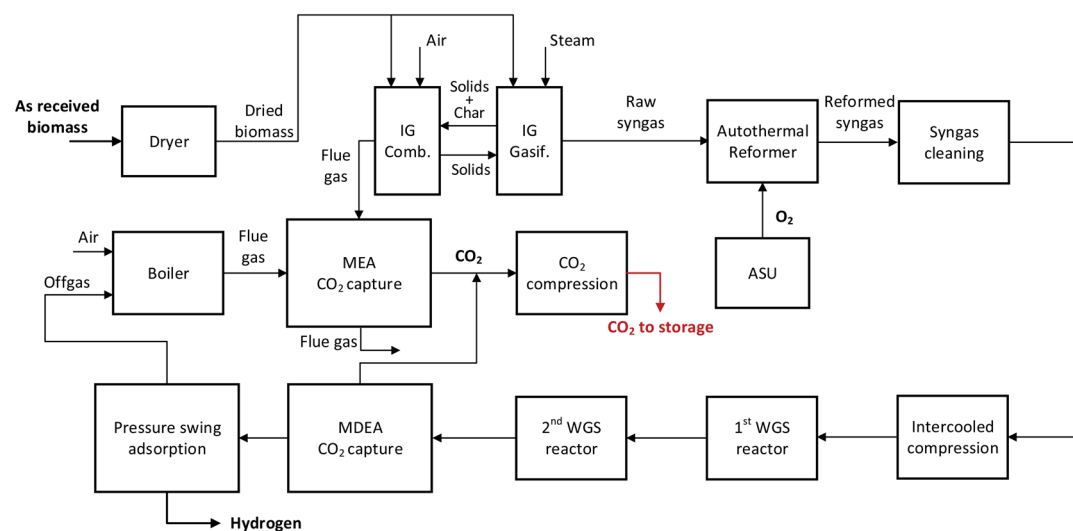 Air
Steam
As received
biomass
Dryer
Dried
biomass
IG
Comb.
Solids
+
Char
Solids
IG
Gasif.
Raw
syngas
Autothermal
Reformer
Reformed
syngas
Syngas
cleaning
Flue
gas
O₂
ASU
Air
Offgas
Boiler
Flue
gas
MEA
CO₂ capture
CO₂
CO₂
compression
CO₂ to storage
Flue gas
Pressure swing
adsorption
MDEA
CO₂ capture
2nd WGS
reactor
1st WGS
reactor
Intercooled
compression
Hydrogen